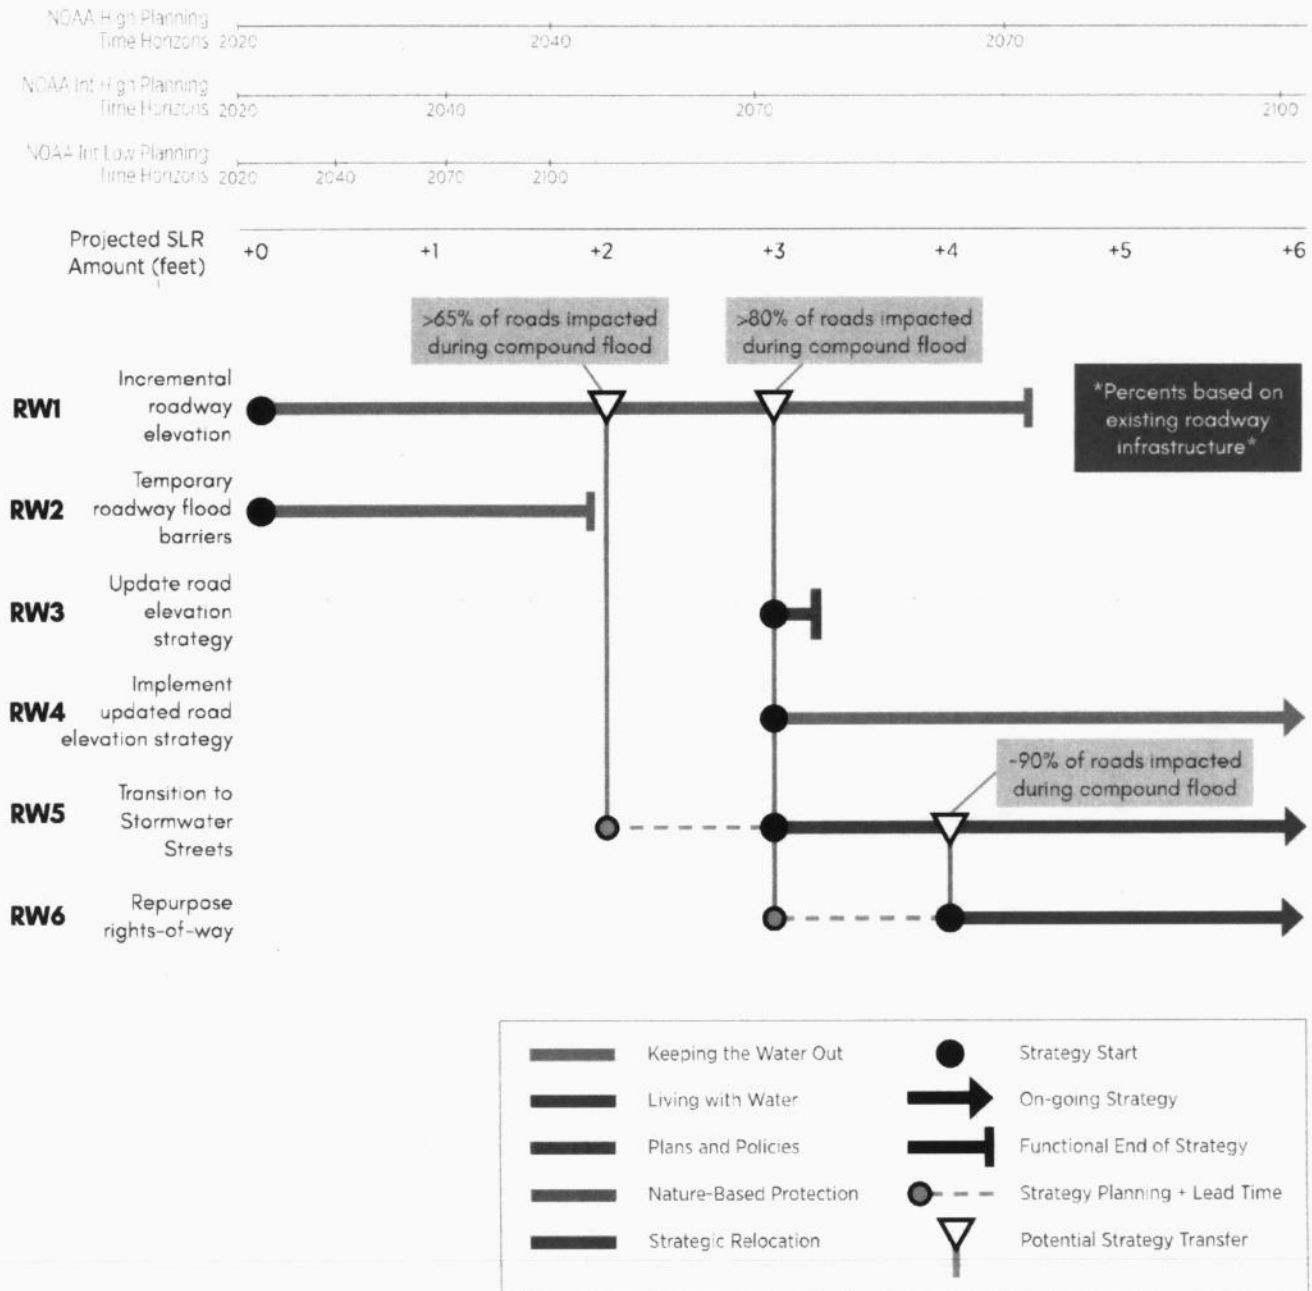 NOAA High Planning
Time Horizons 2020 2040 2070
NOAA Int High Planning
Time Horizons 2020 2040 2070 2100
NOAA Int Low Planning
Time Horizons 2020 2040 2070 2100
Projected SLR
Amount (feet)
+0 +1 +2 +3 +4 +5 +6
>65% of roads impacted
during compound flood
>80% of roads impacted
during compound flood
*Percents based on
existing roadway
infrastructure*
RW1 Incremental
roadway
elevation
RW2 Temporary
roadway flood
barriers
RW3 Update road
elevation
strategy
RW4 Implement
updated road
elevation strategy
~90% of roads impacted
during compound flood
RW5 Transition to
Stormwater
Streets
RW6 Repurpose
rights-of-way
Keeping the Water Out
Living with Water
Plans and Policies
Nature-Based Protection
Strategic Relocation
Strategy Start
On-going Strategy
Functional End of Strategy
Strategy Planning + Lead Time
Potential Strategy Transfer